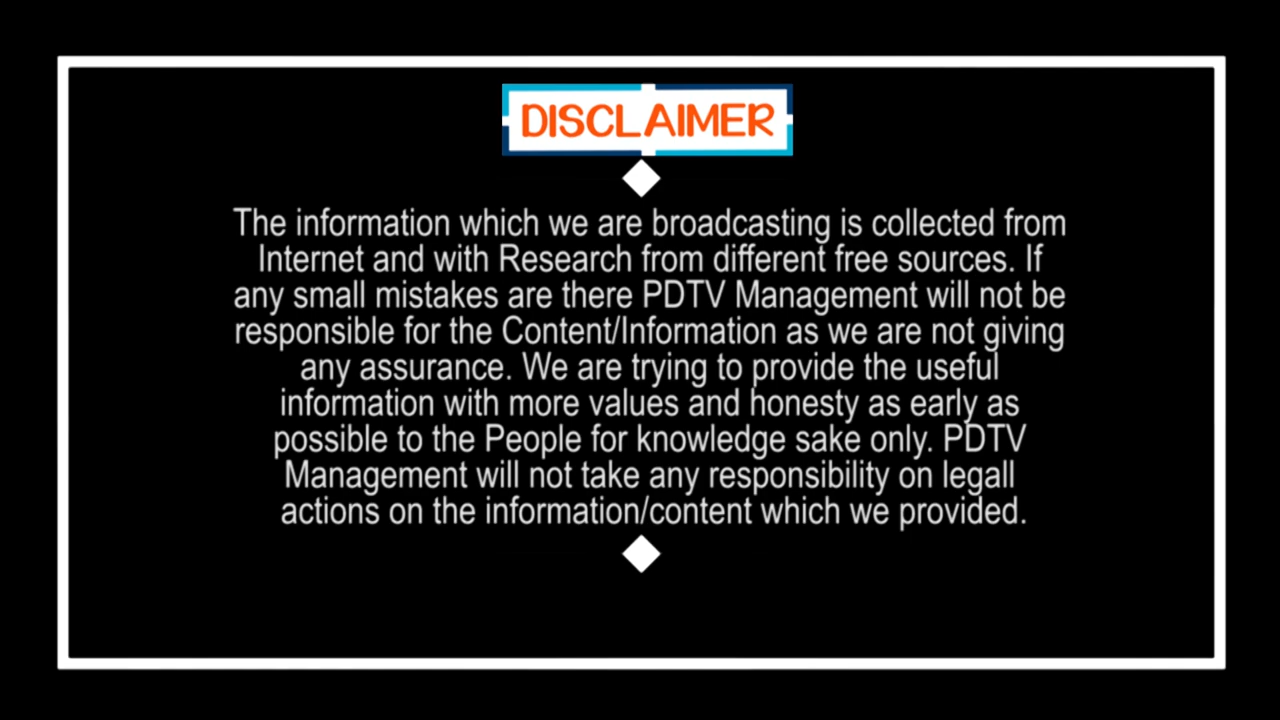 DISCLAIMER
The information which we are broadcasting is collected from
Internet and with Research from different free sources. If
any small mistakes are there PDTV Management will not be
responsible for the Content/Information as we are not giving
any assurance. We are trying to provide the useful
information with more values and honesty as early as
possible to the People for knowledge sake only. PDTV
Management will not take any responsibility on legall
actions on the information/content which we provided.